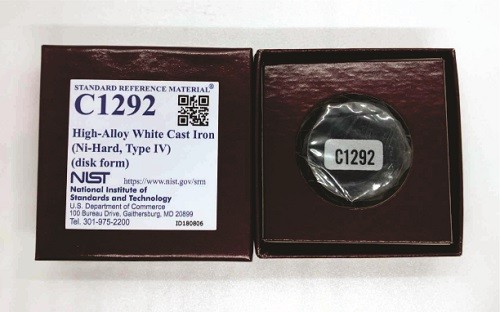 STANDARD REFERENCE MATERIAL®
C1292
High-Alloy White Cast Iron
(Ni-Hard, Type IV)
(disk form)
NIST https://www.nist.gov/srm
National Institute of
Standards and Technology
U.S. Department of Commerce
100 Bureau Drive, Gaithersburg, MD 20899
Tel. 301-975-2200 ID180806
C1292